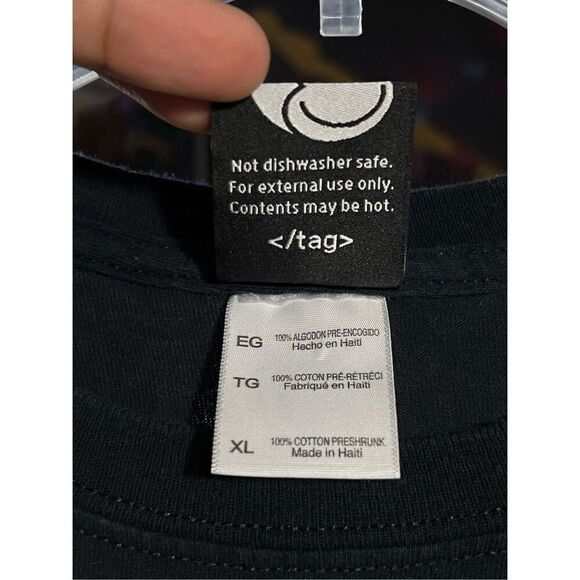 Not dishwasher safe.
For external use only.
Contents may be hot.
</tag>
EG 100% ALGODON PRE-ENCOGIDO
Hecho en Haiti
TG 100% COTON PRÉ-RÉTRÉCI
Fabriqué en Haiti
XL 100% COTTON PRESHRUNK
Made in Haiti